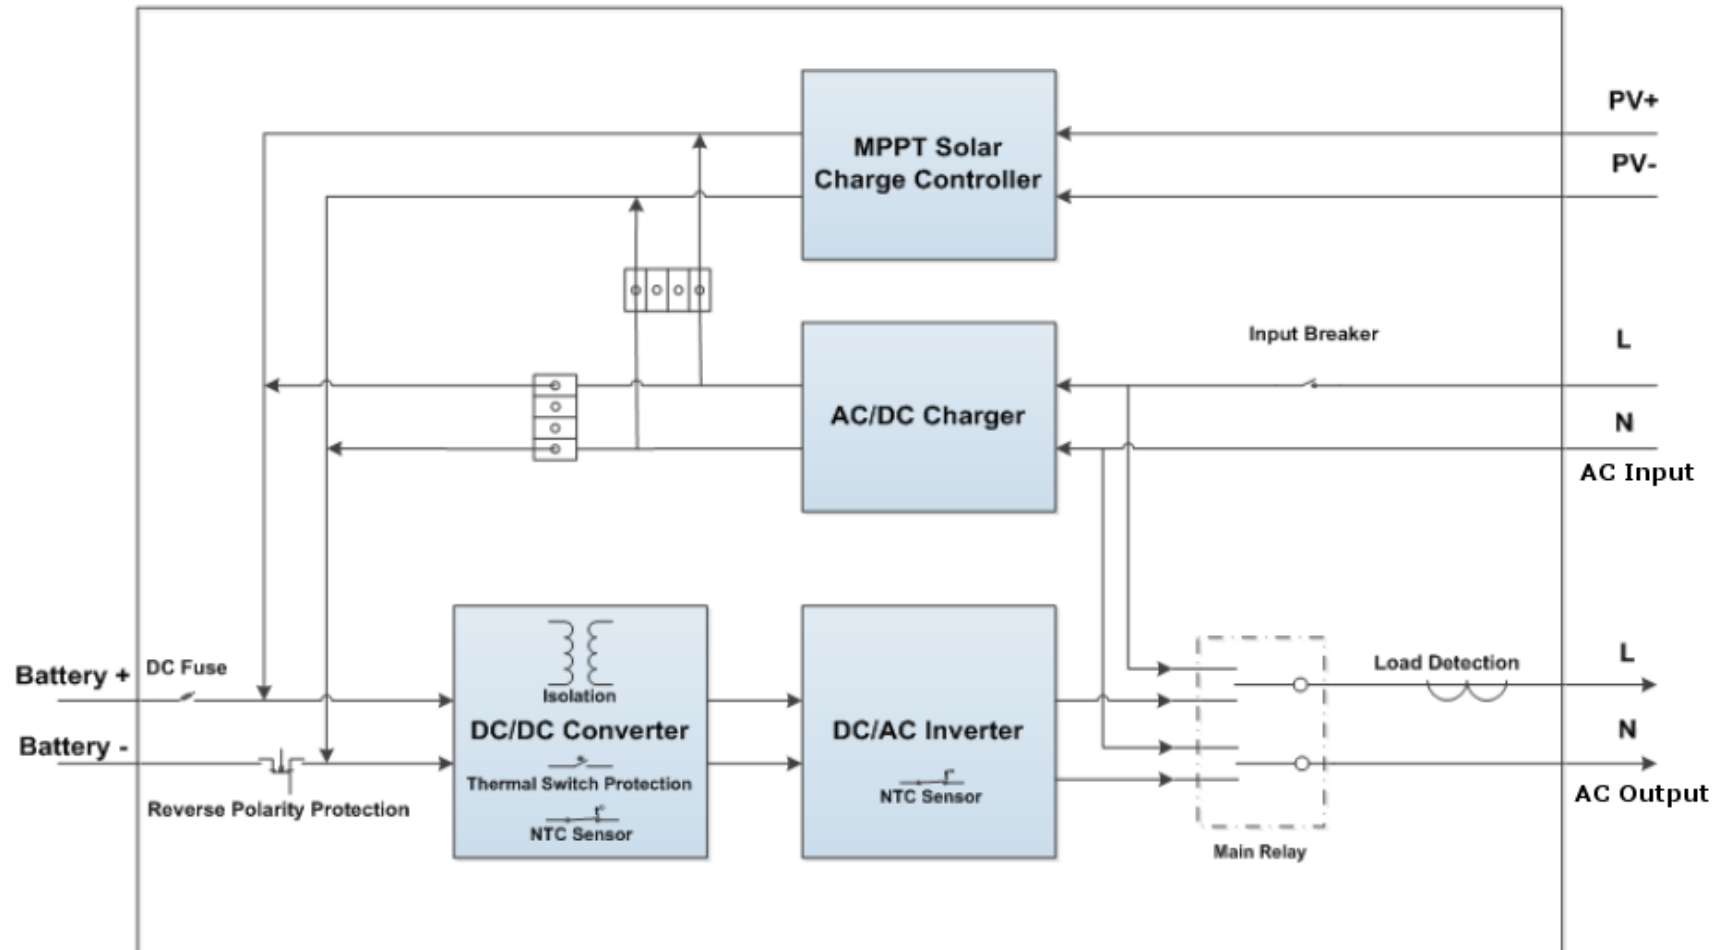 PV+
MPPT Solar
Charge Controller
PV-
Input Breaker
L
AC/DC Charger
N
AC Input
Battery +
DC Fuse
Isolation
DC/DC Converter
Thermal Switch Protection
NTC Sensor
DC/AC Inverter
NTC Sensor
Load Detection
L
Battery -
Reverse Polarity Protection
N
AC Output
Main Relay